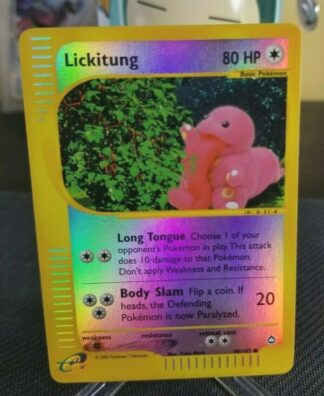 Lickitung
80 HP
Basic Pokémon
Long Tongue Choose 1 of your
opponent's Pokémon in play. This attack
does 10 damage to that Pokémon.
Don't apply Weakness and Resistance.
Body Slam Flip a coin. If
heads, the Defending
Pokémon is now Paralyzed.
20
weakness resistance retreat cost